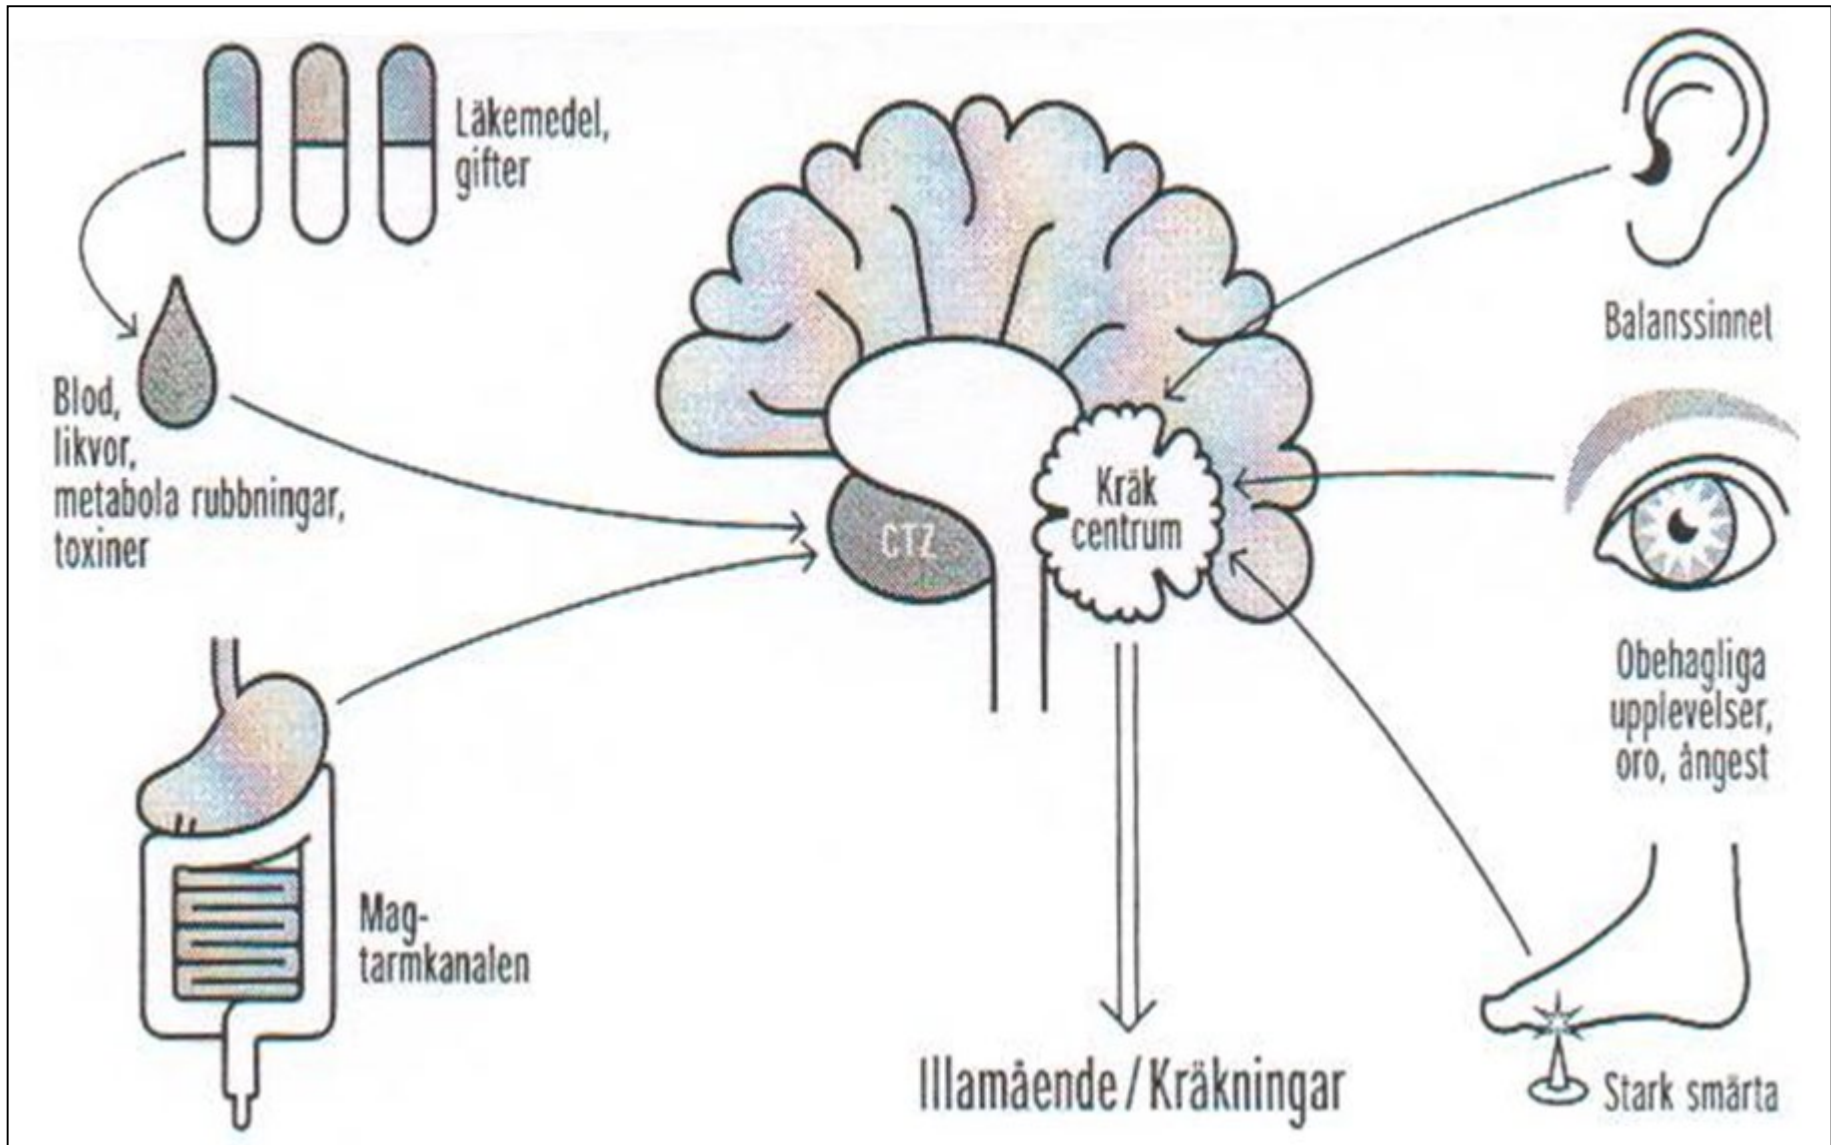 Läkemedel,
gifter
Blod,
likvor,
metabola rubbningar,
toxiner
Mag-
tarmkanalen
CTZ
Kräk
centrum
Illamående / Kräkningar
Balanssinnet
Obehagliga
upplevelser,
oro, ångest
Stark smärta